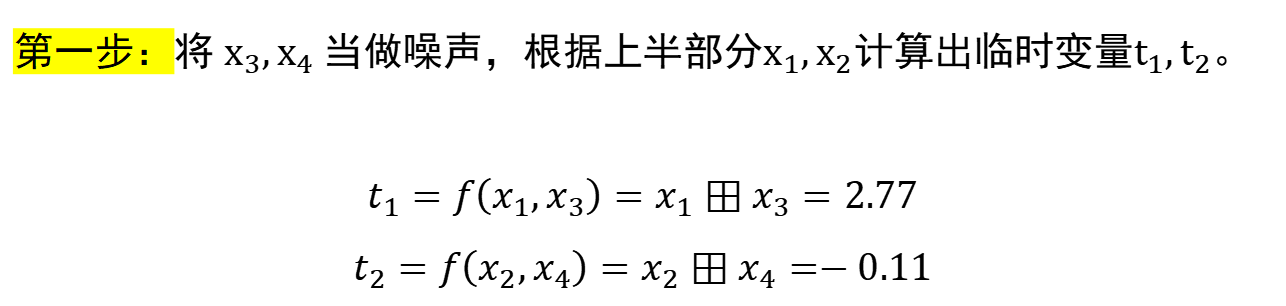 第一步：将 x₃,x₄ 当做噪声，根据上半部分x₁,x₂计算出临时变量t₁,t₂。
t₁ = f(x₁,x₃) = x₁ ⊞ x₃ = 2.77
t₂ = f(x₂,x₄) = x₂ ⊞ x₄ =− 0.11